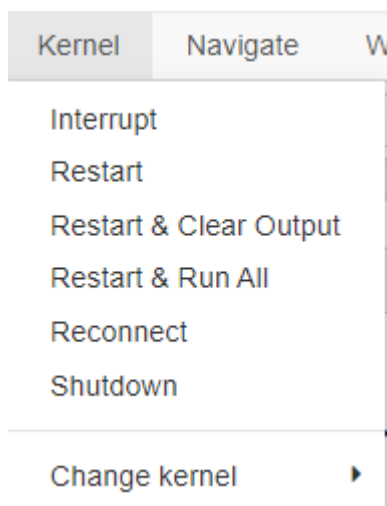 Kernel Navigate W
Interrupt
Restart
Restart & Clear Output
Restart & Run All
Reconnect
Shutdown
Change kernel